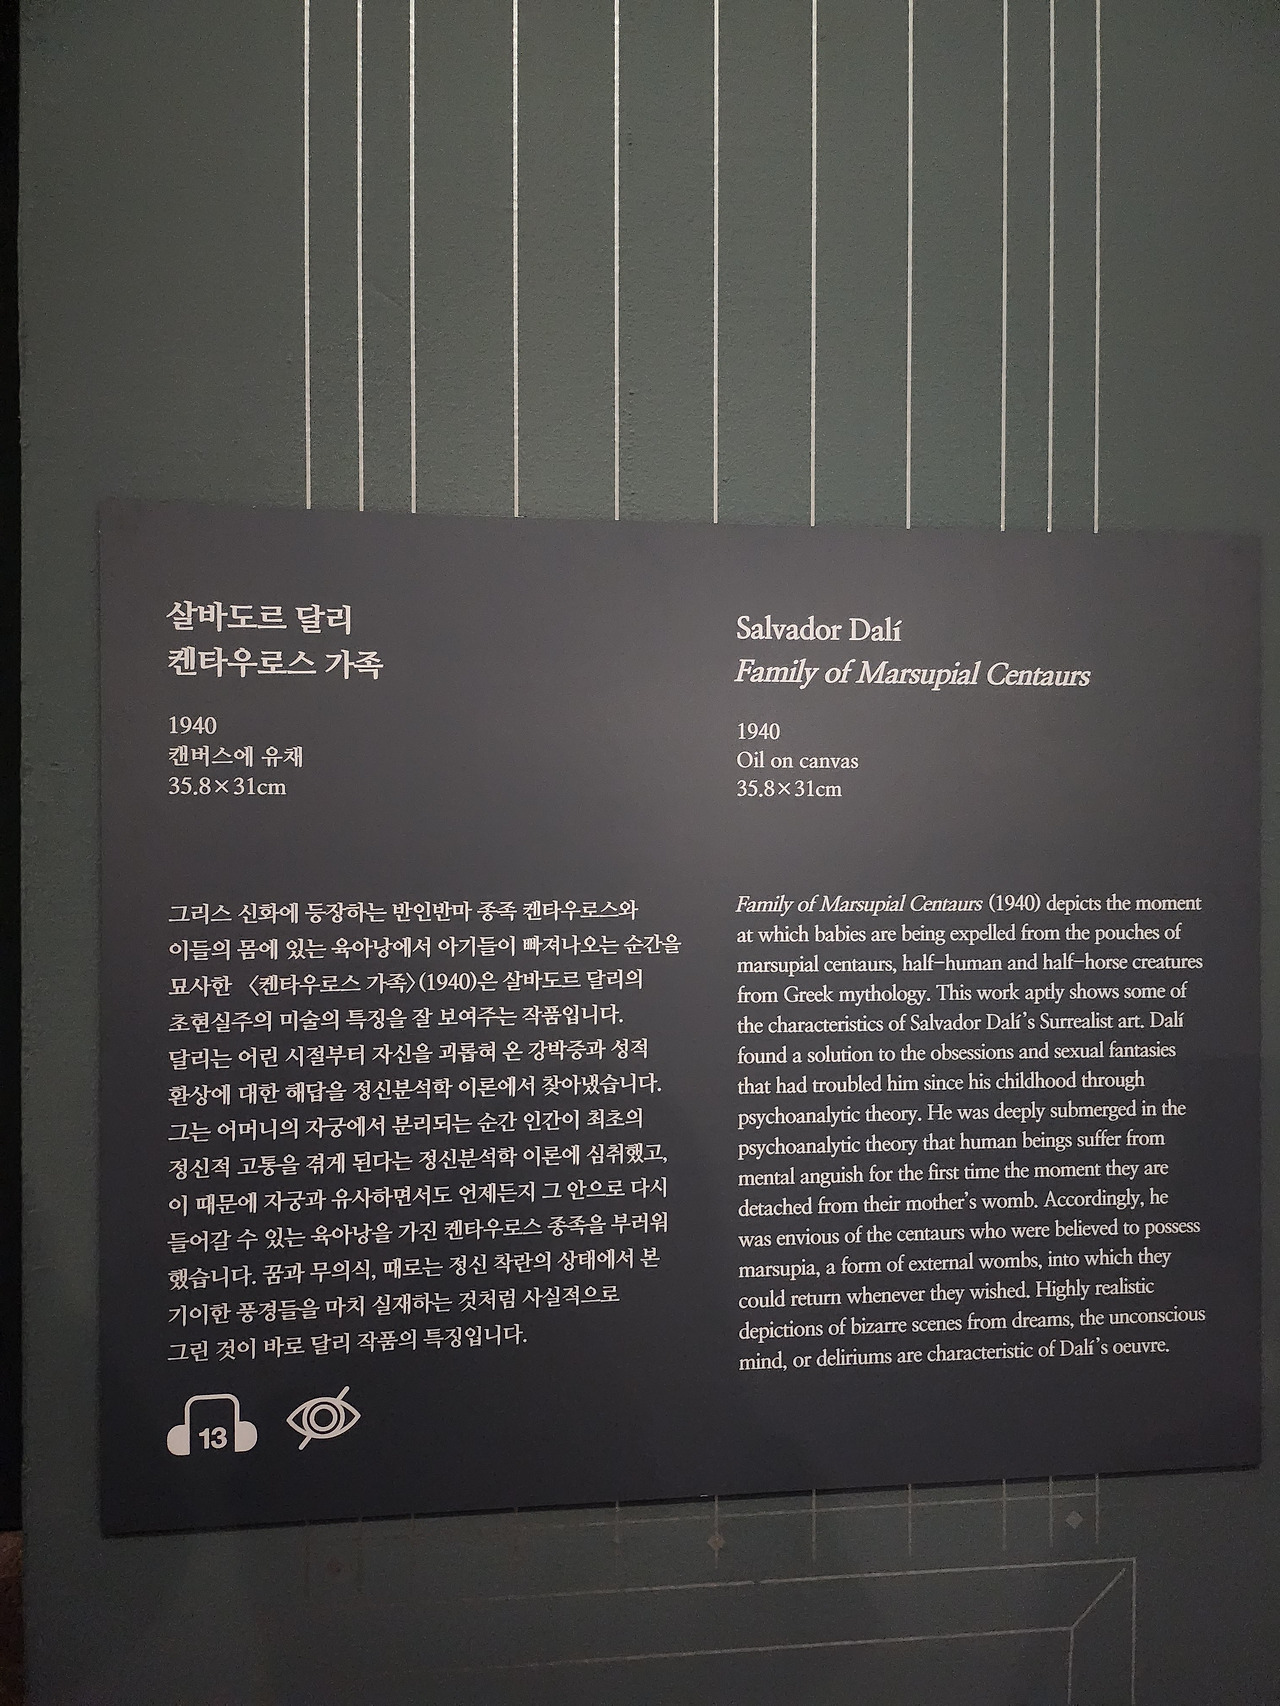 살바도르 달리
켄타우로스 가족
1940
캔버스에 유채
35.8×31cm
그리스 신화에 등장하는 반인반마 종족 켄타우로스와
이들의 몸에 있는 육아낭에서 아기들이 빠져나오는 순간을
묘사한 〈켄타우로스 가족〉(1940)은 살바도르 달리의
초현실주의 미술의 특징을 잘 보여주는 작품입니다.
달리는 어린 시절부터 자신을 괴롭혀 온 강박증과 성적
환상에 대한 해답을 정신분석학 이론에서 찾아냈습니다.
그는 어머니의 자궁에서 분리되는 순간 인간이 최초의
정신적 고통을 겪게 된다는 정신분석학 이론에 심취했고,
이 때문에 자궁과 유사하면서도 언제든지 그 안으로 다시
들어갈 수 있는 육아낭을 가진 켄타우로스 종족을 부러워
했습니다. 꿈과 무의식, 때로는 정신 착란의 상태에서 본
기이한 풍경들을 마치 실재하는 것처럼 사실적으로
그린 것이 바로 달리 작품의 특징입니다.
13
Salvador Dalí
Family of Marsupial Centaurs
1940
Oil on canvas
35.8×31cm
Family of Marsupial Centaurs (1940) depicts the moment
at which babies are being expelled from the pouches of
marsupial centaurs, half-human and half-horse creatures
from Greek mythology. This work aptly shows some of
the characteristics of Salvador Dalí's Surrealist art. Dalí
found a solution to the obsessions and sexual fantasies
that had troubled him since his childhood through
psychoanalytic theory. He was deeply submerged in the
psychoanalytic theory that human beings suffer from
mental anguish for the first time the moment they are
detached from their mother's womb. Accordingly, he
was envious of the centaurs who were believed to possess
marsupia, a form of external wombs, into which they
could return whenever they wished. Highly realistic
depictions of bizarre scenes from dreams, the unconscious
mind, or deliriums are characteristic of Dalí's oeuvre.